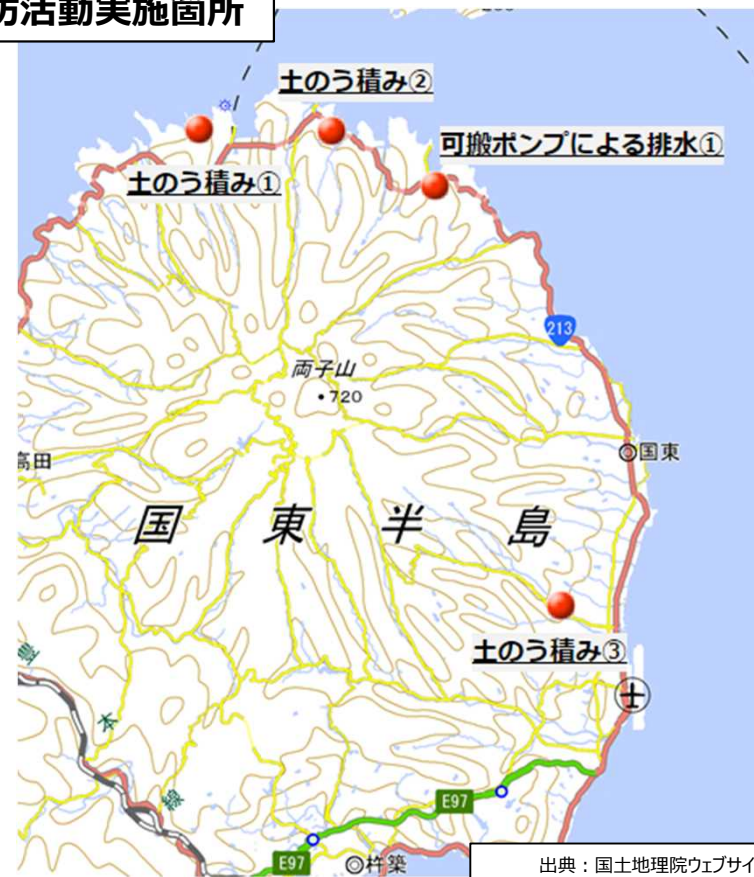 防活動実施箇所
土のう積み②
可搬ポンプによる排水①
土のう積み①
213
両子山
・720
高田
◎国東
国東半島
土のう積み③
豊
本
線
E97
E97
◎杵築
出典：国土地理院ウェブサイ